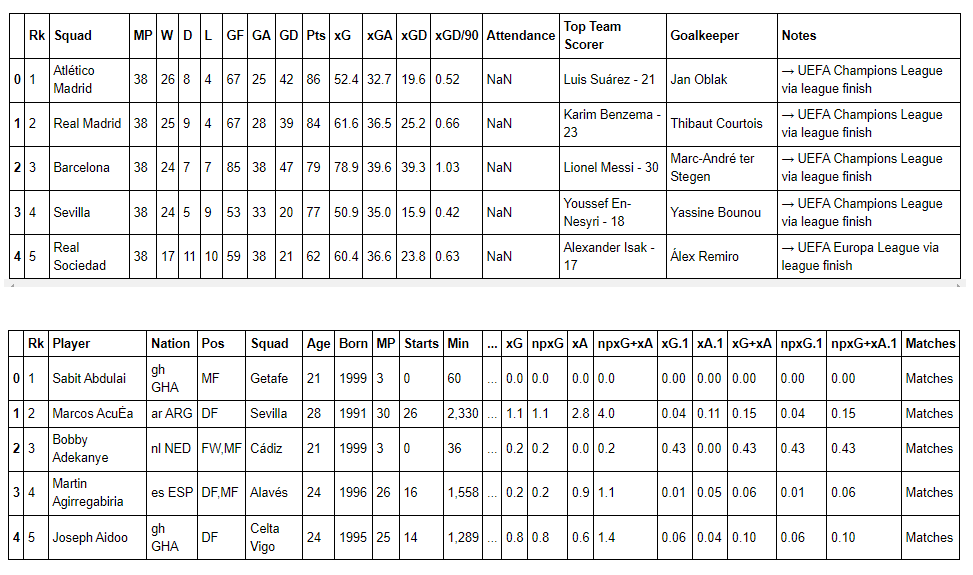 Rk Squad MP W D L GF GA GD Pts xG xGA xGD xGD/90 Attendance Top Team Scorer Goalkeeper Notes
0 1 Atlético Madrid 38 26 8 4 67 25 42 86 52.4 32.7 19.6 0.52 NaN Luis Suárez - 21 Jan Oblak → UEFA Champions League via league finish
1 2 Real Madrid 38 25 9 4 67 28 39 84 61.6 36.5 25.2 0.66 NaN Karim Benzema - 23 Thibaut Courtois → UEFA Champions League via league finish
2 3 Barcelona 38 24 7 7 85 38 47 79 78.9 39.6 39.3 1.03 NaN Lionel Messi - 30 Marc-André ter Stegen → UEFA Champions League via league finish
3 4 Sevilla 38 24 5 9 53 33 20 77 50.9 35.0 15.9 0.42 NaN Youssef En-Nesyri - 18 Yassine Bounou → UEFA Champions League via league finish
4 5 Real Sociedad 38 17 11 10 59 38 21 62 60.4 36.6 23.8 0.63 NaN Alexander Isak - 17 Álex Remiro → UEFA Europa League via league finish
Rk Player Nation Pos Squad Age Born MP Starts Min ... xG npxG xA npxG+xA xG.1 xA.1 xG+xA npxG.1 npxG+xA.1 Matches
0 1 Sabit Abdulai gh GHA MF Getafe 21 1999 3 0 60 ... 0.0 0.0 0.0 0.0 0.00 0.00 0.00 0.00 0.00 Matches
1 2 Marcos AcuÈa ar ARG DF Sevilla 28 1991 30 26 2,330 ... 1.1 1.1 2.8 4.0 0.04 0.11 0.15 0.04 0.15 Matches
2 3 Bobby Adekanye nl NED FW,MF Cádiz 21 1999 3 0 36 ... 0.2 0.2 0.0 0.2 0.43 0.00 0.43 0.43 0.43 Matches
3 4 Martin Agirregabiria es ESP DF,MF Alavés 24 1996 26 16 1,558 ... 0.2 0.2 0.9 1.1 0.01 0.05 0.06 0.01 0.06 Matches
4 5 Joseph Aidoo gh GHA DF Celta Vigo 24 1995 25 14 1,289 ... 0.8 0.8 0.6 1.4 0.06 0.04 0.10 0.06 0.10 Matches